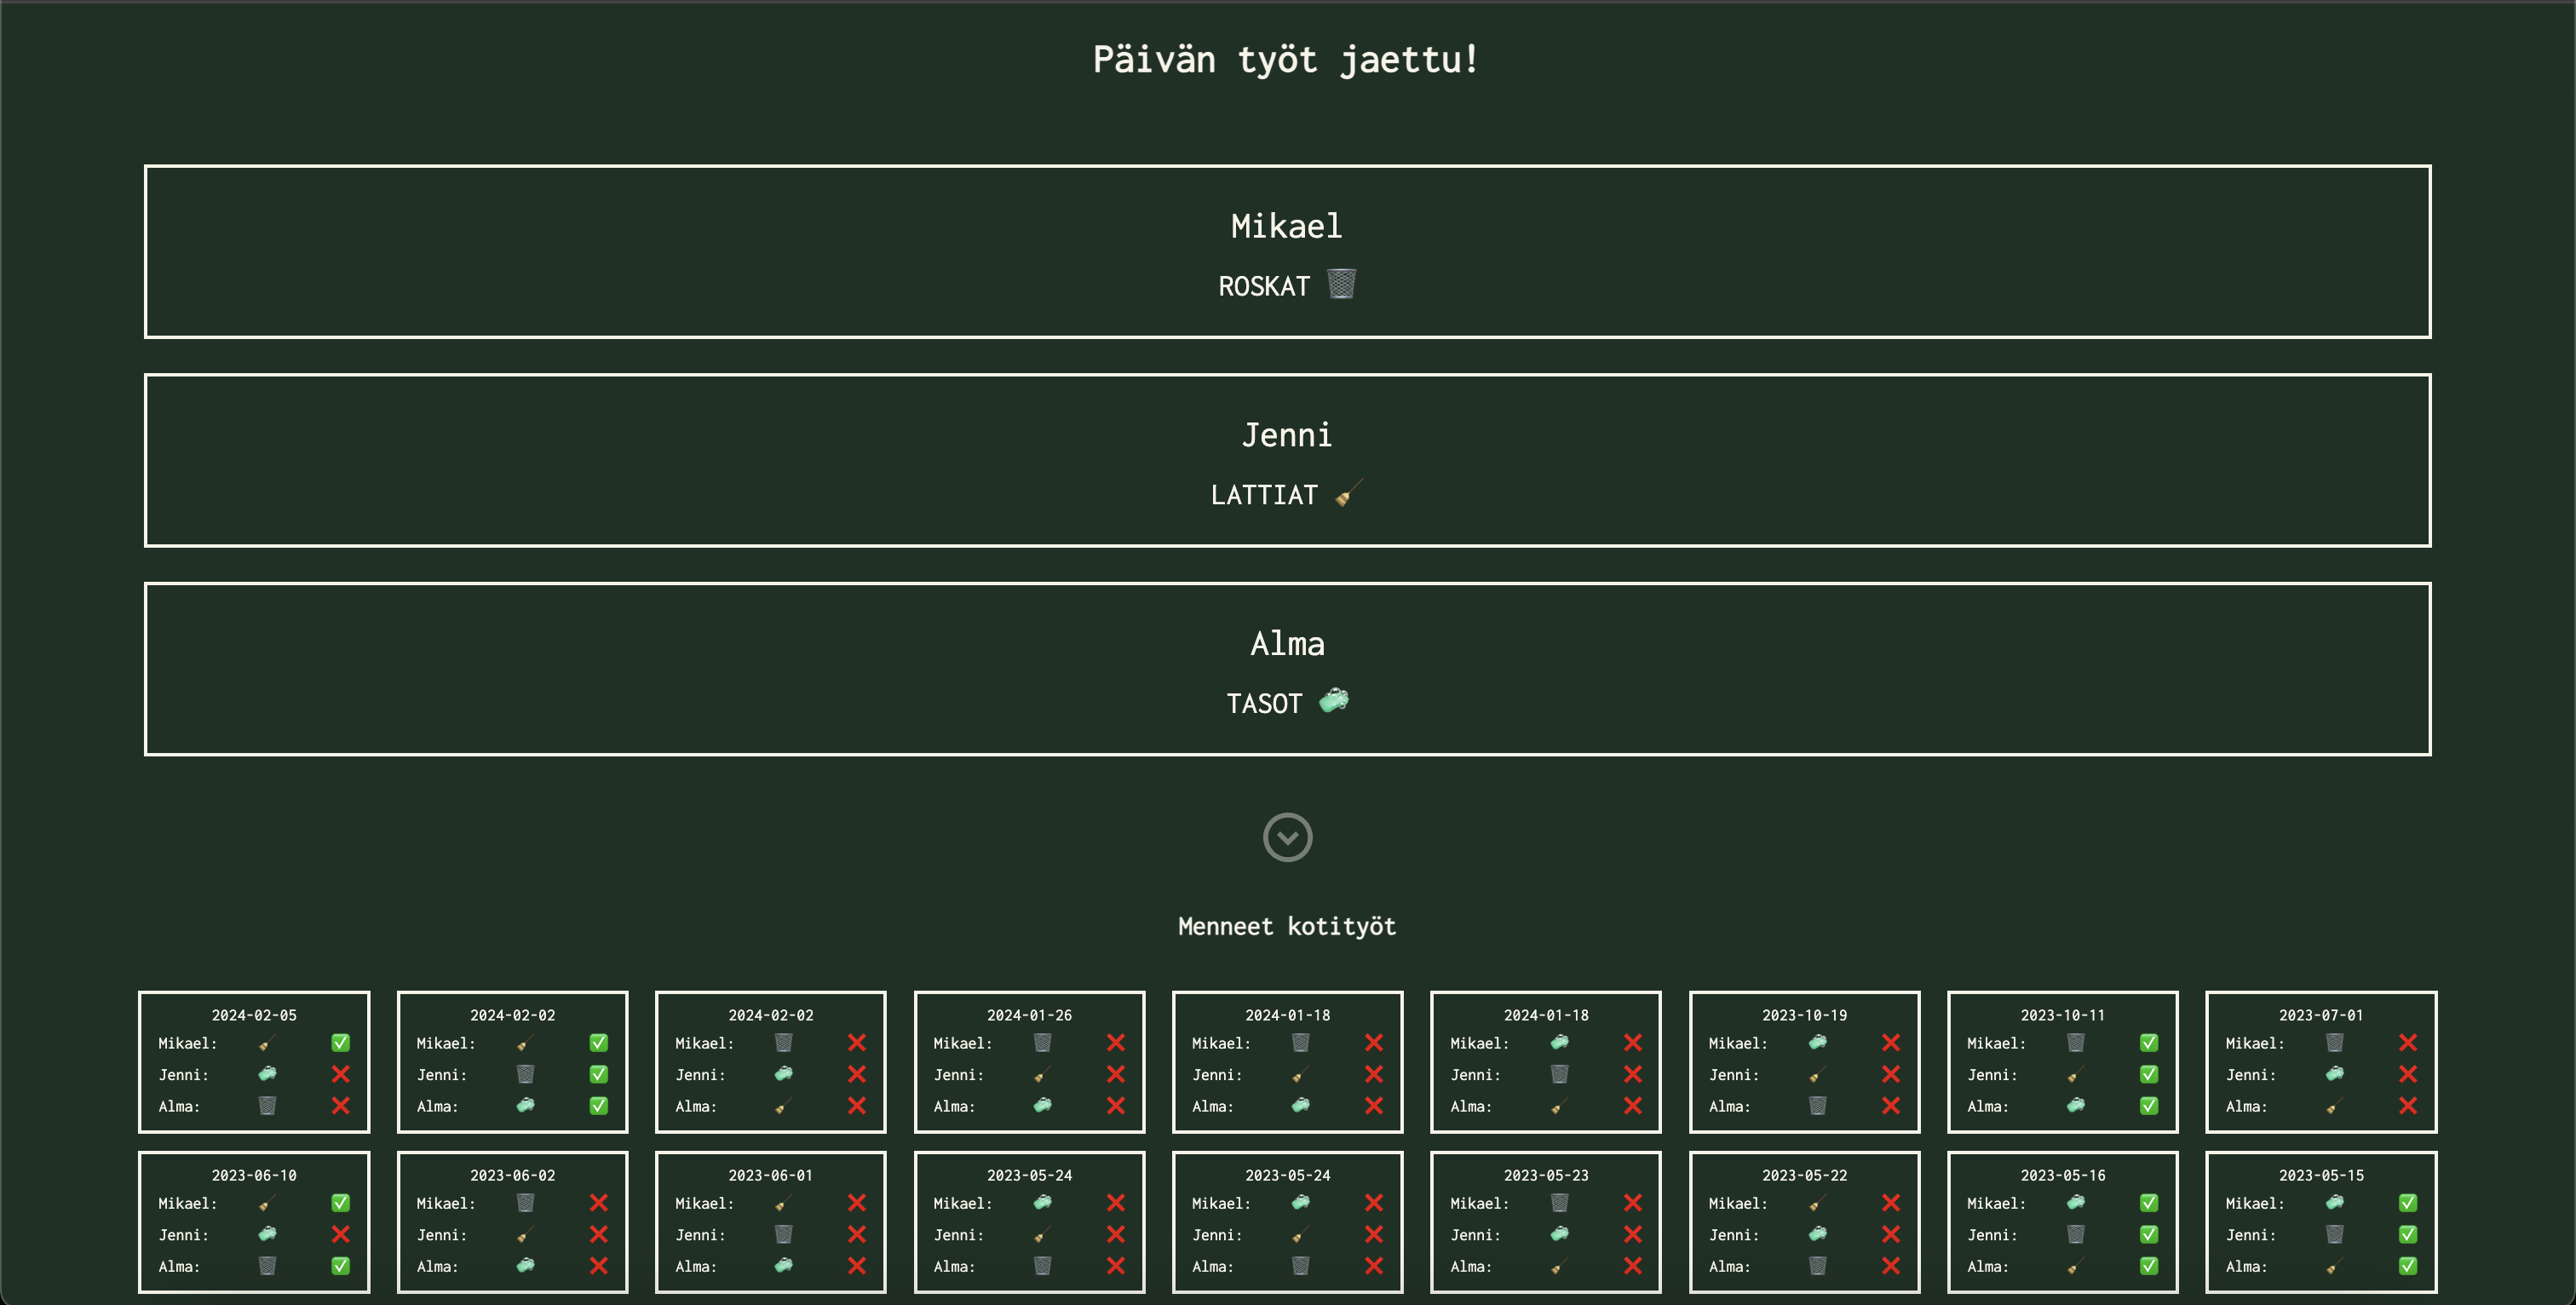 Päivän työt jaettu!
Mikael
ROSKAT
Jenni
LATTIAT
Alma
TASOT
Menneet kotityöt
2024-02-05
Mikael:
Jenni:
Alma:
2024-02-02
Mikael:
Jenni:
Alma:
2024-02-02
Mikael:
Jenni:
Alma:
2024-01-26
Mikael:
Jenni:
Alma:
2024-01-18
Mikael:
Jenni:
Alma:
2024-01-18
Mikael:
Jenni:
Alma:
2023-10-19
Mikael:
Jenni:
Alma:
2023-10-11
Mikael:
Jenni:
Alma:
2023-07-01
Mikael:
Jenni:
Alma:
2023-06-10
Mikael:
Jenni:
Alma:
2023-06-02
Mikael:
Jenni:
Alma:
2023-06-01
Mikael:
Jenni:
Alma:
2023-05-24
Mikael:
Jenni:
Alma:
2023-05-24
Mikael:
Jenni:
Alma:
2023-05-23
Mikael:
Jenni:
Alma:
2023-05-22
Mikael:
Jenni:
Alma:
2023-05-16
Mikael:
Jenni:
Alma:
2023-05-15
Mikael:
Jenni:
Alma: